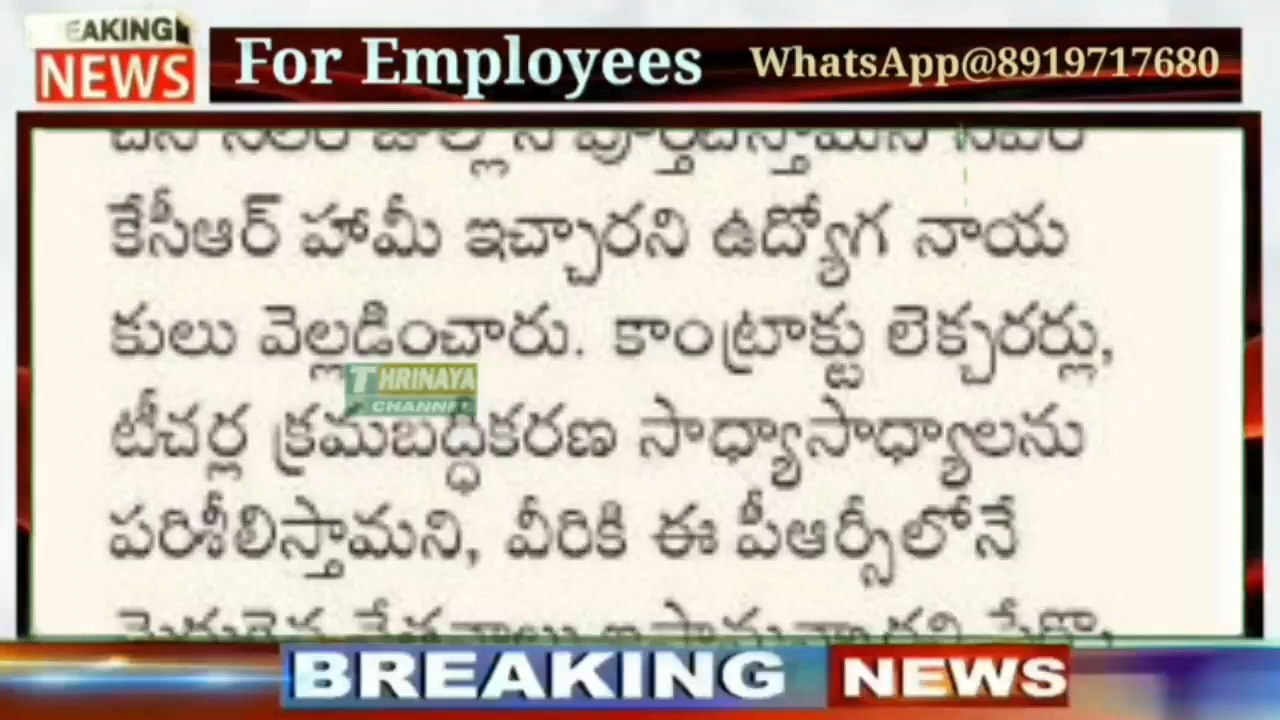 BREAKING
NEWS
For Employees
WhatsApp@8919717680
కేసీఆర్ హామీ ఇచ్చారని ఉద్యోగ నాయ
కులు వెల్లడించారు. కాంట్రాక్టు లెక్చరర్లు,
THRINAYA
CHANNEL
టీచర్ల క్రమబద్ధికరణ సాధ్యాసాధ్యాలను
పరిశీలిస్తామని, వీరికి ఈ పీఆర్సీలోనే
BREAKING NEWS